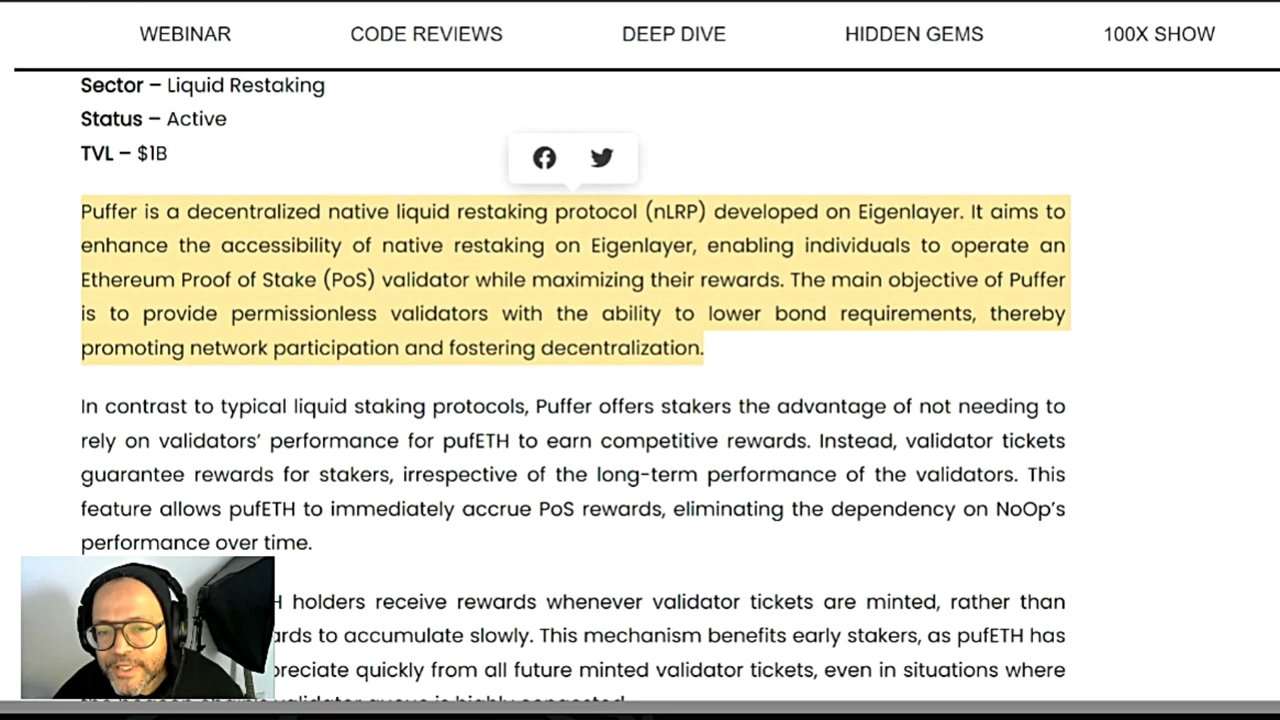 WEBINAR CODE REVIEWS DEEP DIVE HIDDEN GEMS 100X SHOW
Sector – Liquid Restaking
Status – Active
TVL – $1B
Puffer is a decentralized native liquid restaking protocol (nLRP) developed on Eigenlayer. It aims to
enhance the accessibility of native restaking on Eigenlayer, enabling individuals to operate an
Ethereum Proof of Stake (PoS) validator while maximizing their rewards. The main objective of Puffer
is to provide permissionless validators with the ability to lower bond requirements, thereby
promoting network participation and fostering decentralization.
In contrast to typical liquid staking protocols, Puffer offers stakers the advantage of not needing to
rely on validators’ performance for pufETH to earn competitive rewards. Instead, validator tickets
guarantee rewards for stakers, irrespective of the long-term performance of the validators. This
feature allows pufETH to immediately accrue PoS rewards, eliminating the dependency on NoOp’s
performance over time.
holders receive rewards whenever validator tickets are minted, rather than
to accumulate slowly. This mechanism benefits early stakers, as pufETH has
quickly from all future minted validator tickets, even in situations where
validator queue is highly congested.